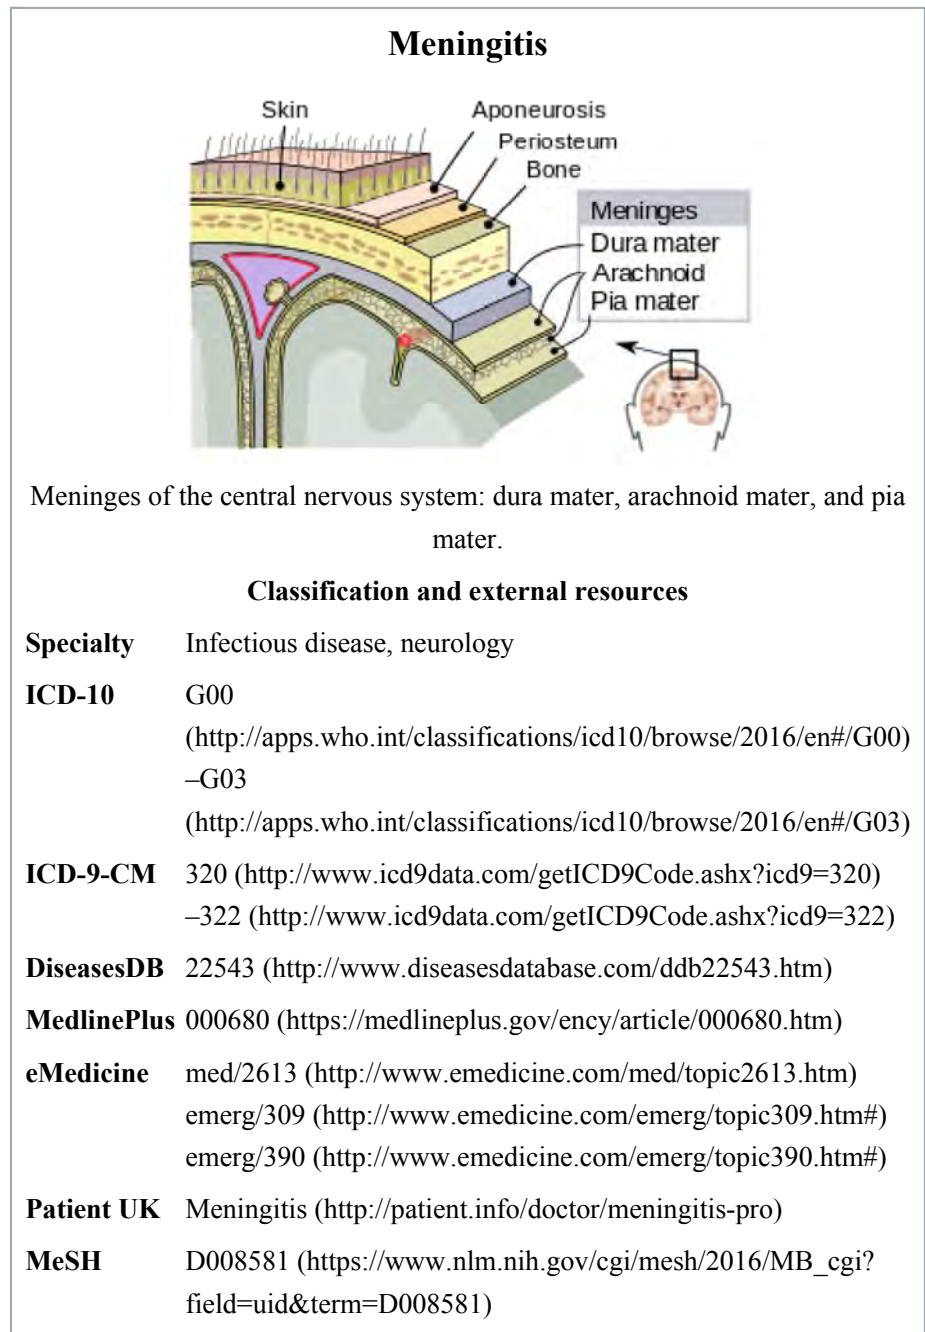 Meningitis
Skin
Aponeurosis
Periosteum
Bone
Meninges
Dura mater
Arachnoid
Pia mater
Meninges of the central nervous system: dura mater, arachnoid mater, and pia
mater.
Classification and external resources
Specialty Infectious disease, neurology
ICD-10 G00
(http://apps.who.int/classifications/icd10/browse/2016/en#/G00)
–G03
(http://apps.who.int/classifications/icd10/browse/2016/en#/G03)
ICD-9-CM 320 (http://www.icd9data.com/getICD9Code.ashx?icd9=320)
–322 (http://www.icd9data.com/getICD9Code.ashx?icd9=322)
DiseasesDB 22543 (http://www.diseasesdatabase.com/ddb22543.htm)
MedlinePlus 000680 (https://medlineplus.gov/ency/article/000680.htm)
eMedicine med/2613 (http://www.emedicine.com/med/topic2613.htm)
emerg/309 (http://www.emedicine.com/emerg/topic309.htm#)
emerg/390 (http://www.emedicine.com/emerg/topic390.htm#)
Patient UK Meningitis (http://patient.info/doctor/meningitis-pro)
MeSH D008581 (https://www.nlm.nih.gov/cgi/mesh/2016/MB_cgi?
field=uid&term=D008581)